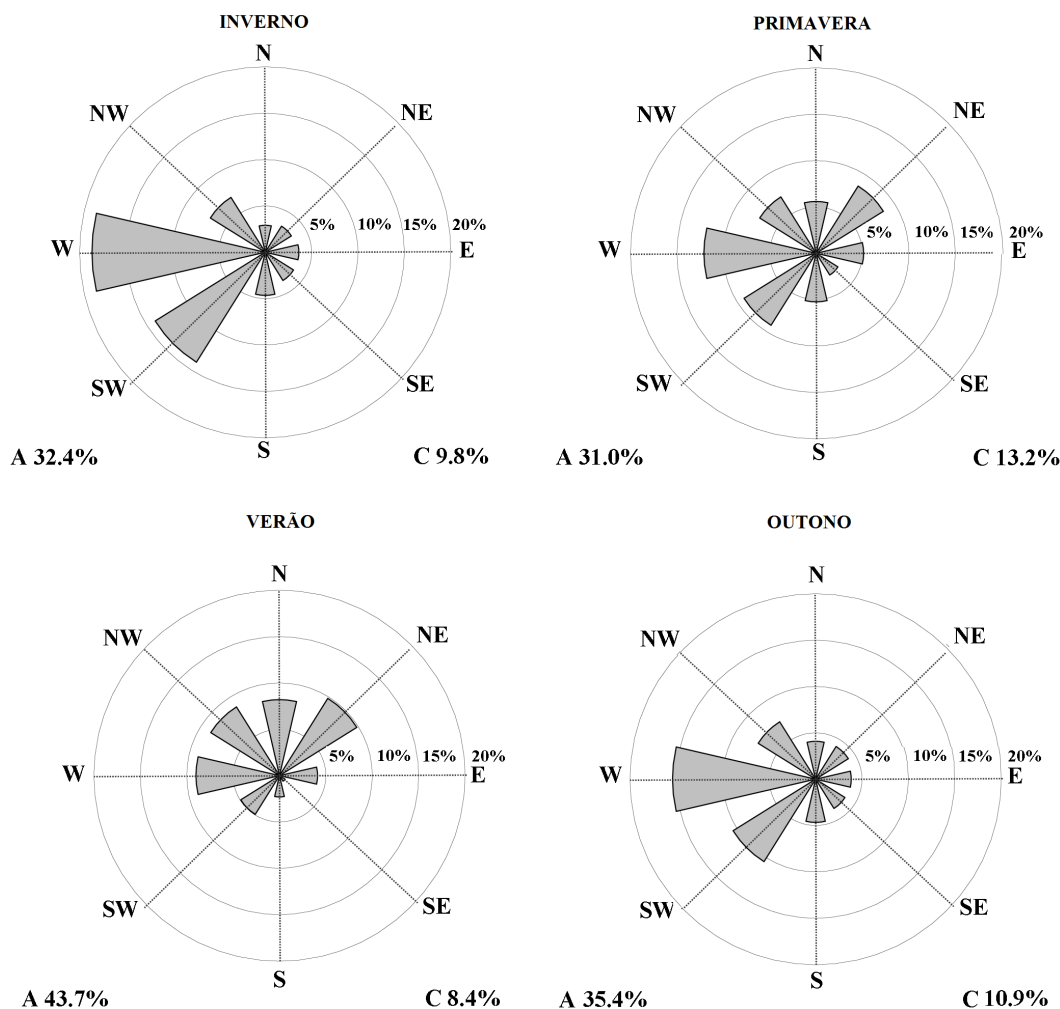 INVERNO
N
NW
NE
5% 10% 15% 20%
W
E
SW
SE
S
A 32.4%
C 9.8%
PRIMAVERA
N
NW
NE
5% 10% 15% 20%
W
E
SW
SE
S
A 31.0%
C 13.2%
VERÃO
N
NW
NE
5% 10% 15% 20%
W
E
SW
SE
S
A 43.7%
C 8.4%
OUTONO
N
NW
NE
5% 10% 15% 20%
W
E
SW
SE
S
A 35.4%
C 10.9%